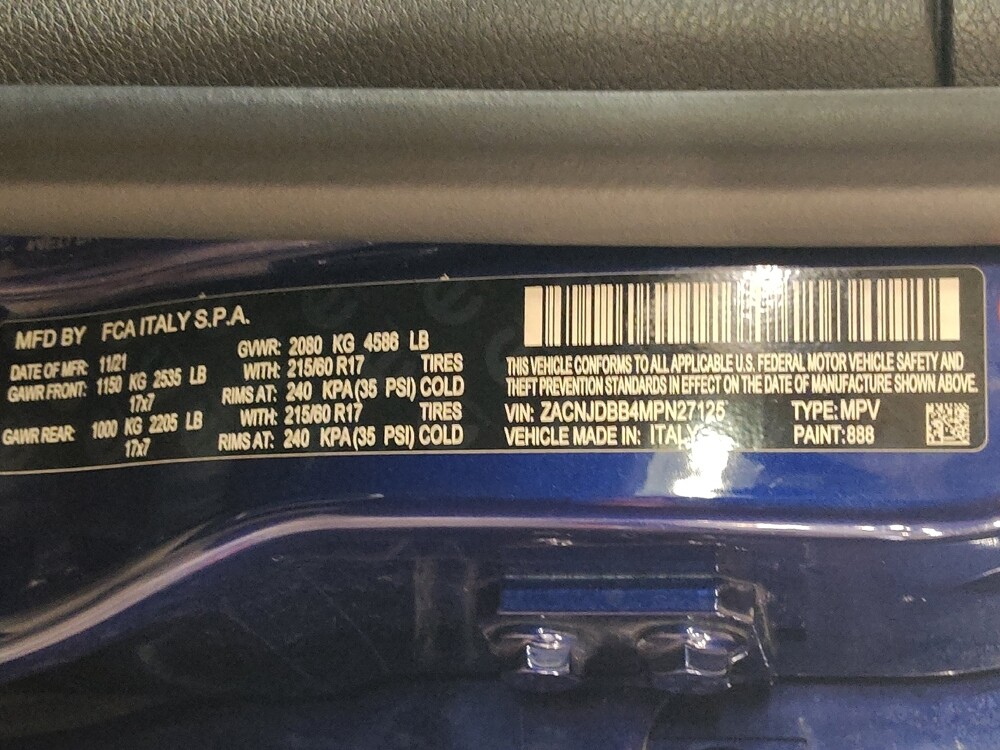 MFD BY FCA ITALY S.P.A.
DATE OF MFR: 11/21 GVWR: 2080 KG 4586 LB
GAWR FRONT: 1150 KG 2535 LB WITH: 215/60 R17 TIRES
17x7 RIMS AT: 240 KPA(35 PSI) COLD
GAWR REAR: 1000 KG 2205 LB WITH: 215/60 R17 TIRES
17x7 RIMS AT: 240 KPA(35 PSI) COLD
THIS VEHICLE CONFORMS TO ALL APPLICABLE U.S. FEDERAL MOTOR VEHICLE SAFETY AND
THEFT PREVENTION STANDARDS IN EFFECT ON THE DATE OF MANUFACTURE SHOWN ABOVE.
VIN: ZACNJDBB4MPN27125 TYPE: MPV
VEHICLE MADE IN: ITALY PAINT: 888